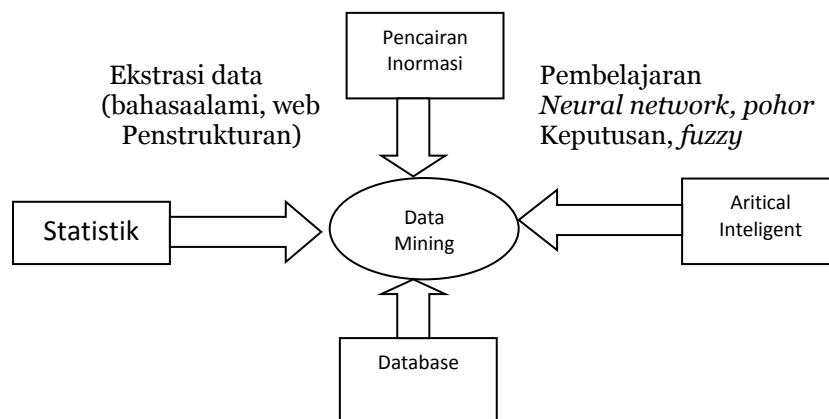 Pencairan
Inormasi
Ekstrasi data
(bahasaalami, web
Penstrukturan)
Pembelajaran
Neural network, pohor
Keputusan, fuzzy
Statistik
Data
Mining
Aritical
Inteligent
Database